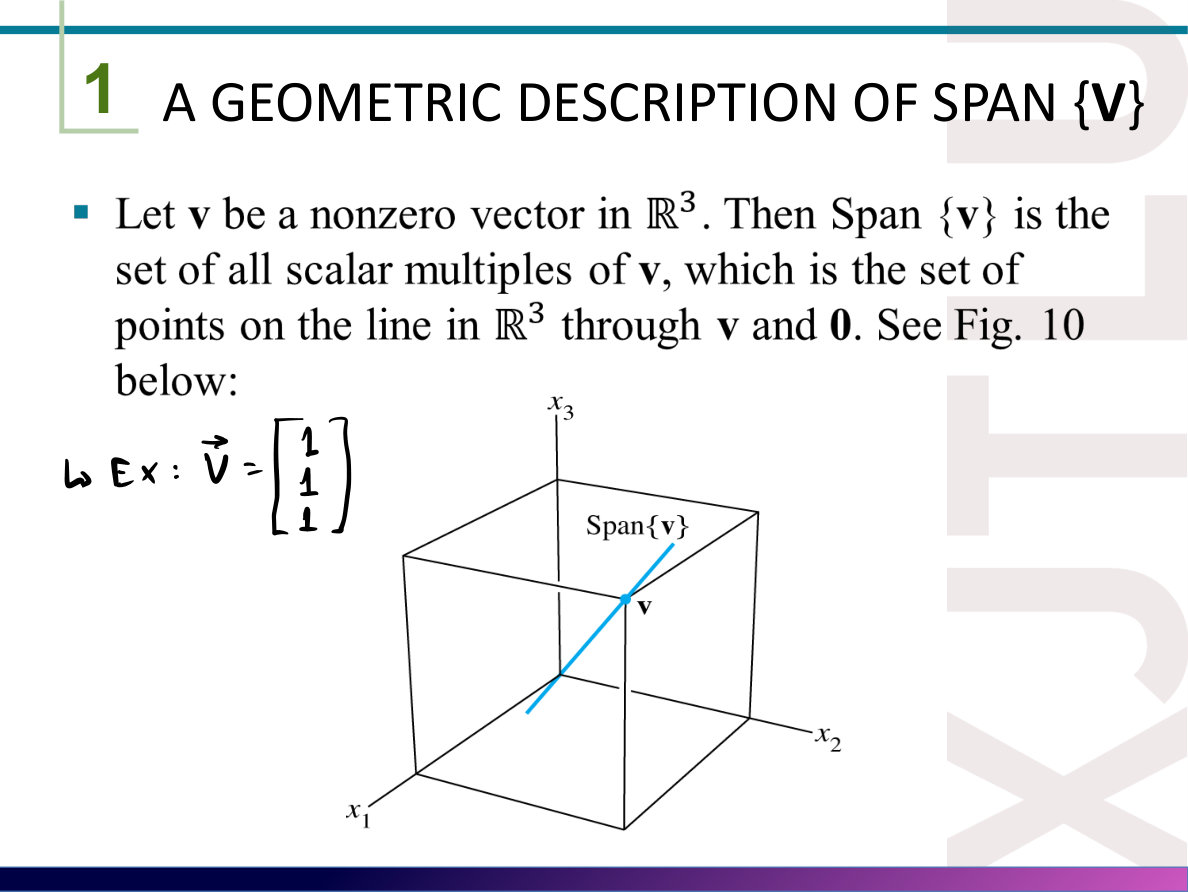 1
A GEOMETRIC DESCRIPTION OF SPAN {V}
▪ Let v be a nonzero vector in ℝ³. Then Span {v} is the
set of all scalar multiples of v, which is the set of
points on the line in ℝ³ through v and 0. See Fig. 10
below:
↳ Ex: v⃗ = [1
1
1]
x₃
Span{v}
v
x₂
x₁
XJTLU